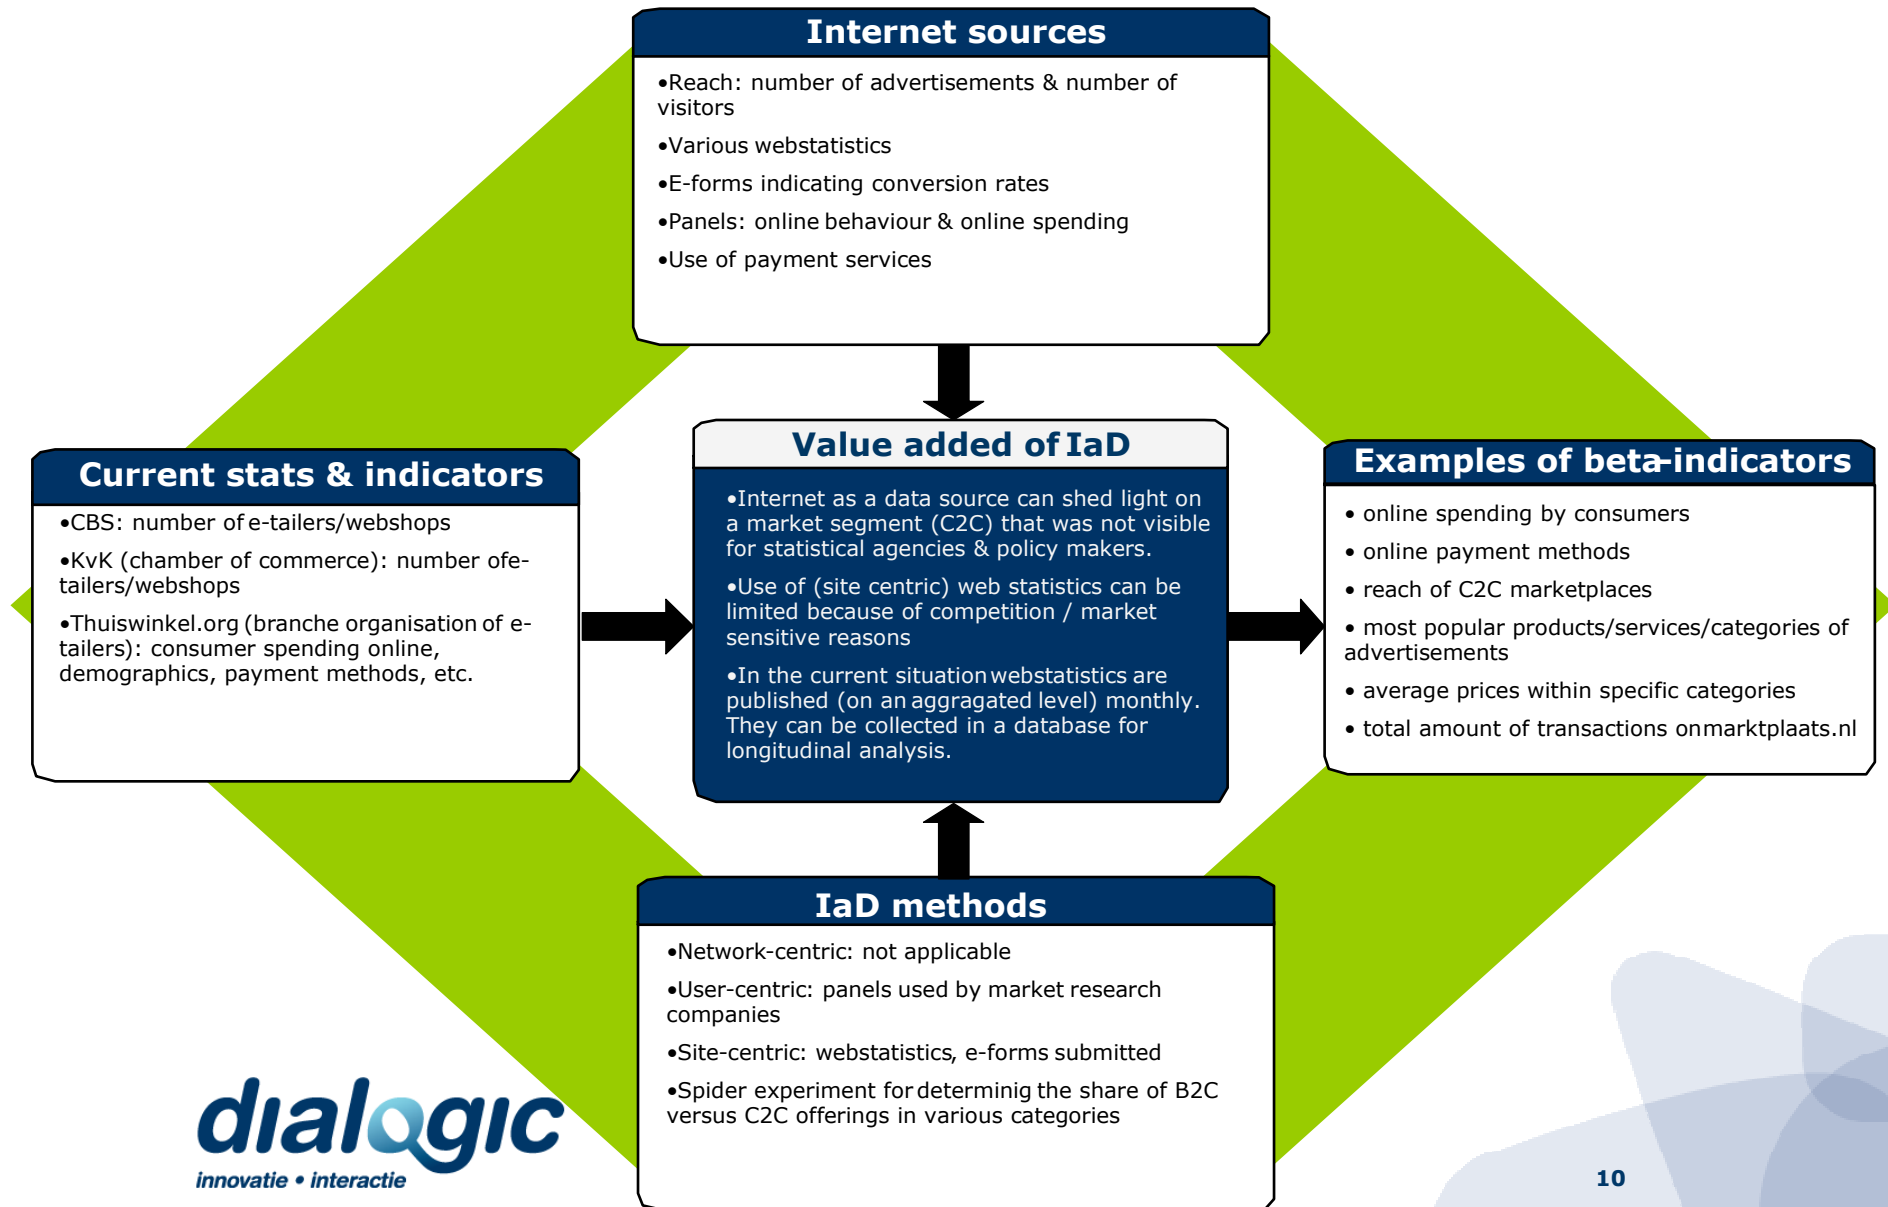 Internet sources
•Reach: number of advertisements & number of
visitors
•Various webstatistics
•E-forms indicating conversion rates
•Panels: online behaviour & online spending
•Use of payment services
Current stats & indicators
•CBS: number of e-tailers/webshops
•KvK (chamber of commerce): number ofe-
tailers/webshops
•Thuiswinkel.org (branche organisation of e-
tailers): consumer spending online,
demographics, payment methods, etc.
Value added of IaD
•Internet as a data source can shed light on
a market segment (C2C) that was not visible
for statistical agencies & policy makers.
•Use of (site centric) web statistics can be
limited because of competition / market
sensitive reasons
•In the current situation webstatistics are
published (on an aggragated level) monthly.
They can be collected in a database for
longitudinal analysis.
Examples of beta-indicators
• online spending by consumers
• online payment methods
• reach of C2C marketplaces
• most popular products/services/categories of
advertisements
• average prices within specific categories
• total amount of transactions onmarktplaats.nl
IaD methods
•Network-centric: not applicable
•User-centric: panels used by market research
companies
•Site-centric: webstatistics, e-forms submitted
•Spider experiment for determinig the share of B2C
versus C2C offerings in various categories
dialogic
innovatie • interactie
10